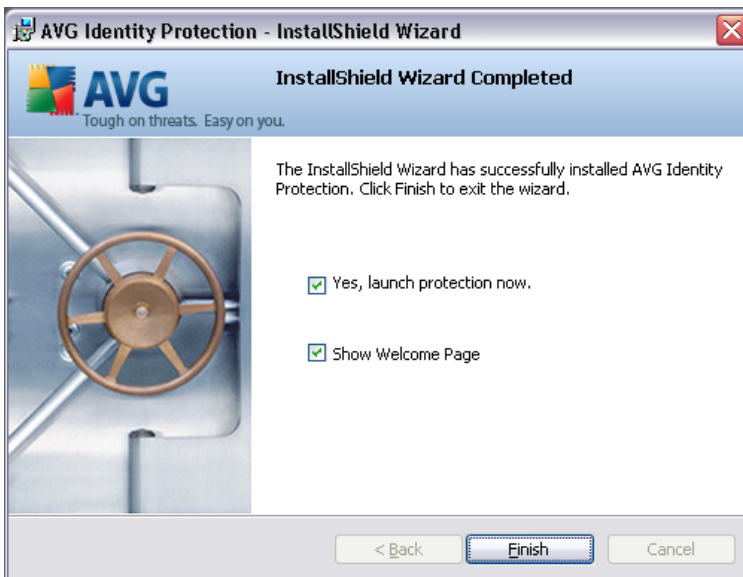 AVG Identity Protection - InstallShield Wizard
AVG
Tough on threats. Easy on you.
InstallShield Wizard Completed
The InstallShield Wizard has successfully installed AVG Identity
Protection. Click Finish to exit the wizard.
Yes, launch protection now.
Show Welcome Page
< Back
Finish
Cancel